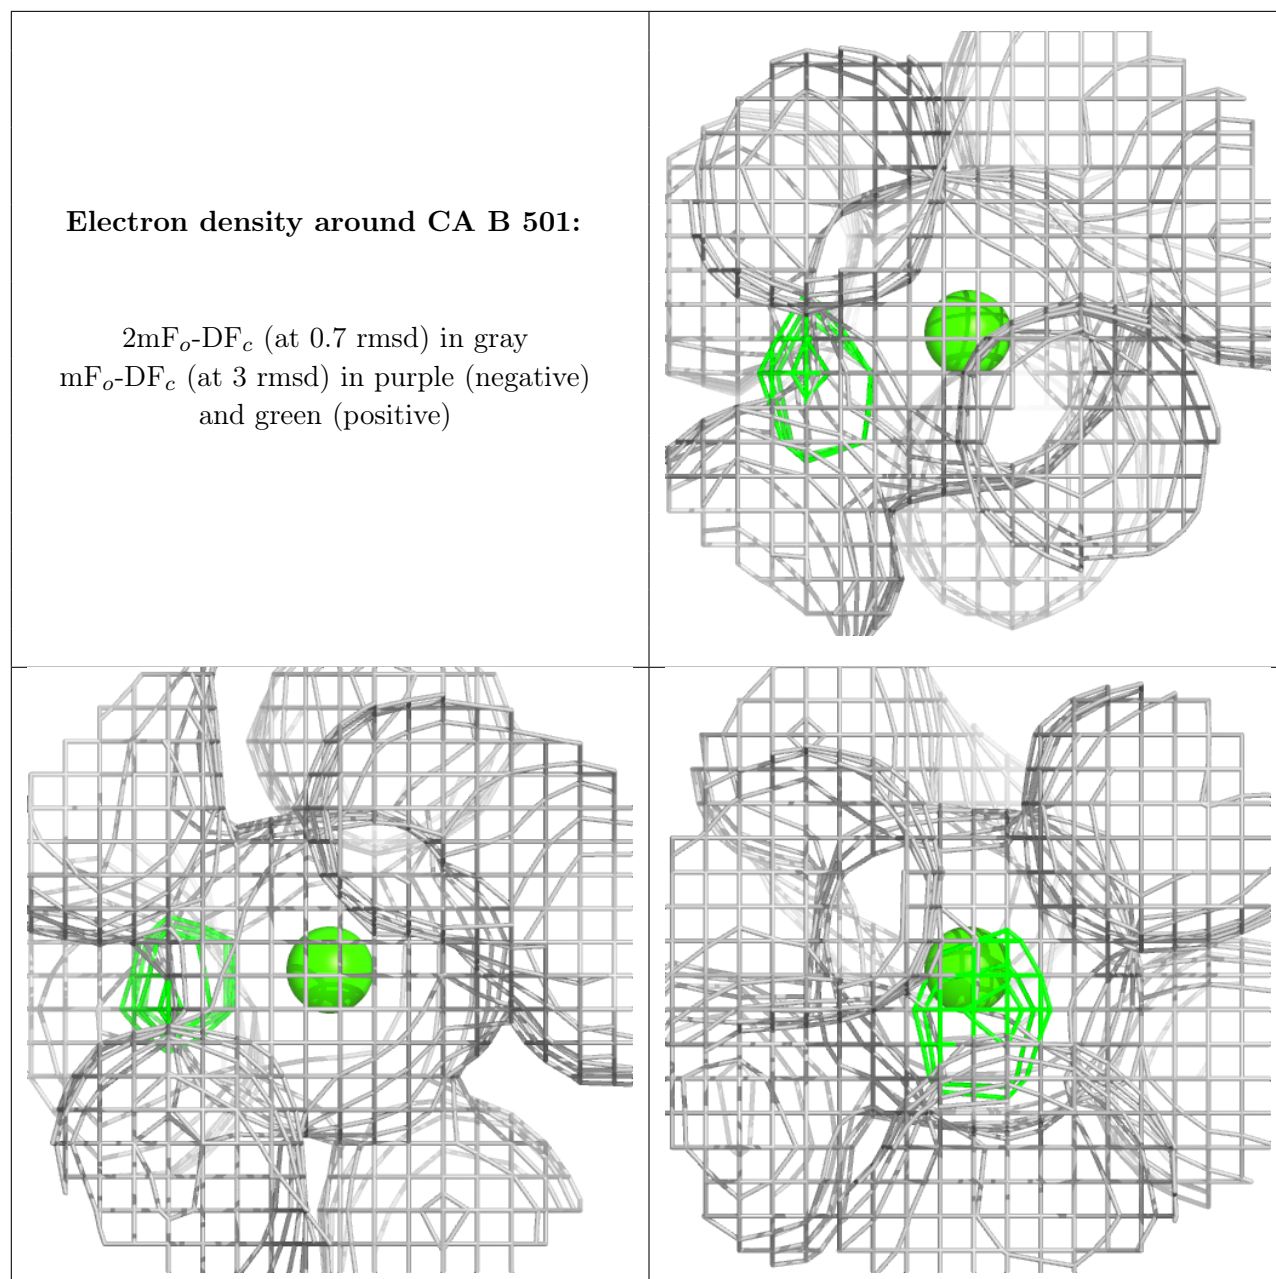 Electron density around CA B 501:
2mFₒ-DF𝒸 (at 0.7 rmsd) in gray
mFₒ-DF𝒸 (at 3 rmsd) in purple (negative)
and green (positive)